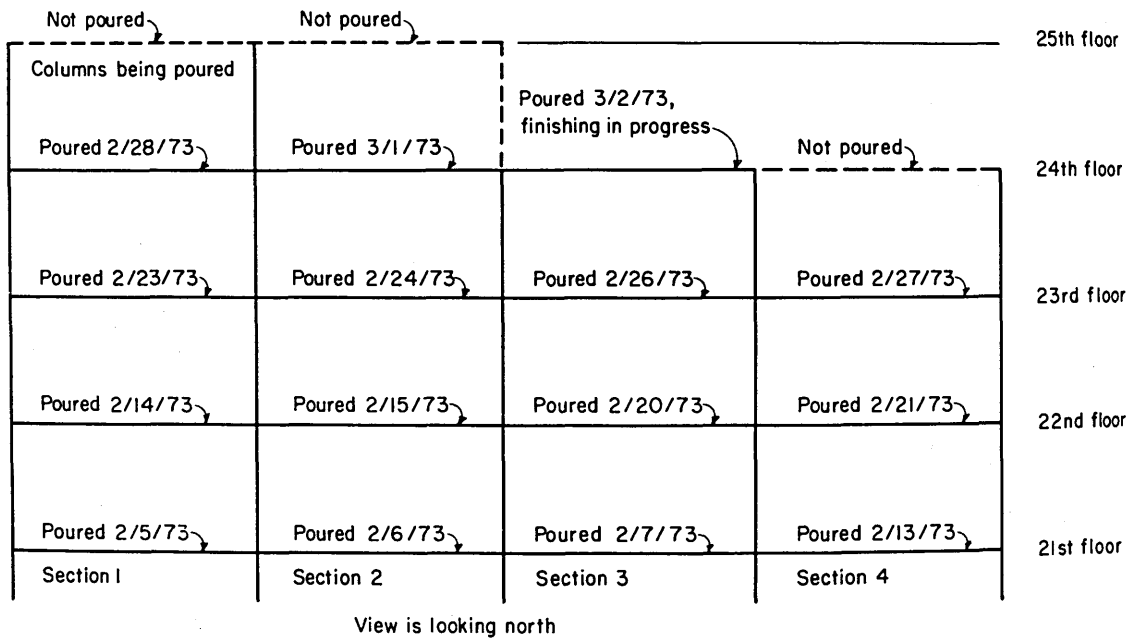 Not poured
Not poured
25th floor
Columns being poured
Poured 3/2/73,
finishing in progress
Poured 2/28/73
Poured 3/1/73
Not poured
24th floor
Poured 2/23/73
Poured 2/24/73
Poured 2/26/73
Poured 2/27/73
23rd floor
Poured 2/14/73
Poured 2/15/73
Poured 2/20/73
Poured 2/21/73
22nd floor
Poured 2/5/73
Poured 2/6/73
Poured 2/7/73
Poured 2/13/73
21st floor
Section 1
Section 2
Section 3
Section 4
View is looking north